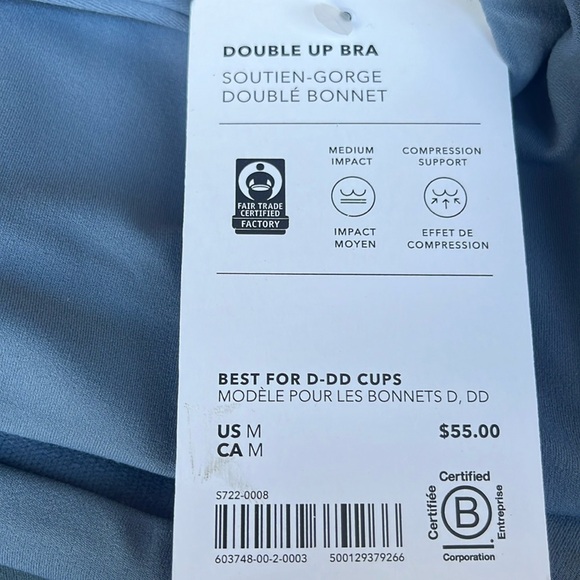 DOUBLE UP BRA
SOUTIEN-GORGE
DOUBLÉ BONNET
FAIR TRADE
CERTIFIED
FACTORY
MEDIUM
IMPACT
IMPACT
MOYEN
COMPRESSION
SUPPORT
EFFET DE
COMPRESSION
BEST FOR D-DD CUPS
MODÈLE POUR LES BONNETS D, DD
US M
CA M
$55.00
S722-0008
603748-00-2-0003 500129379266
Certified
Certifiée
B
Entreprise
Corporation